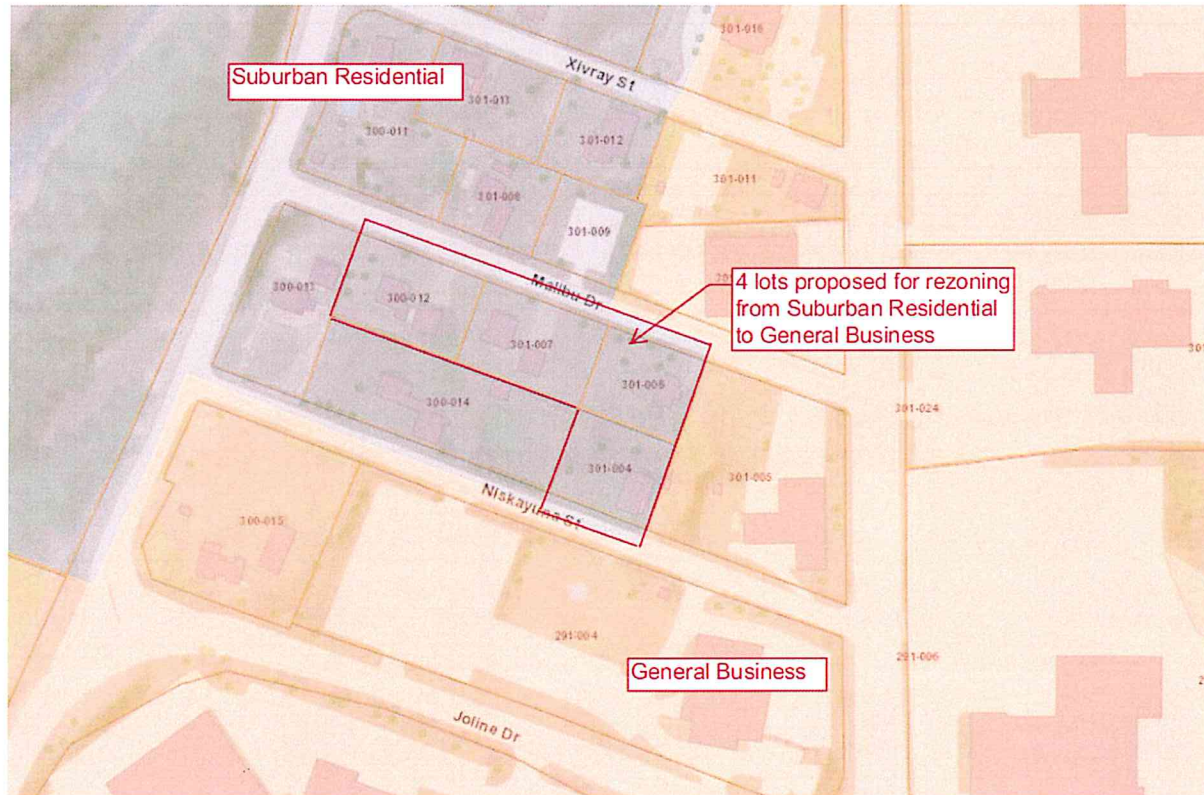 301-016
Xivray St
Suburban Residential
301-013
300-011
301-012
301-011
301-008
301-009
Malibu Dr
4 lots proposed for rezoning
from Suburban Residential
to General Business
300-013
300-012
301-007
301-006
300-014
301-024
301-004
301-005
Niskayuna St
300-015
291-004
291-006
General Business
Joline Dr